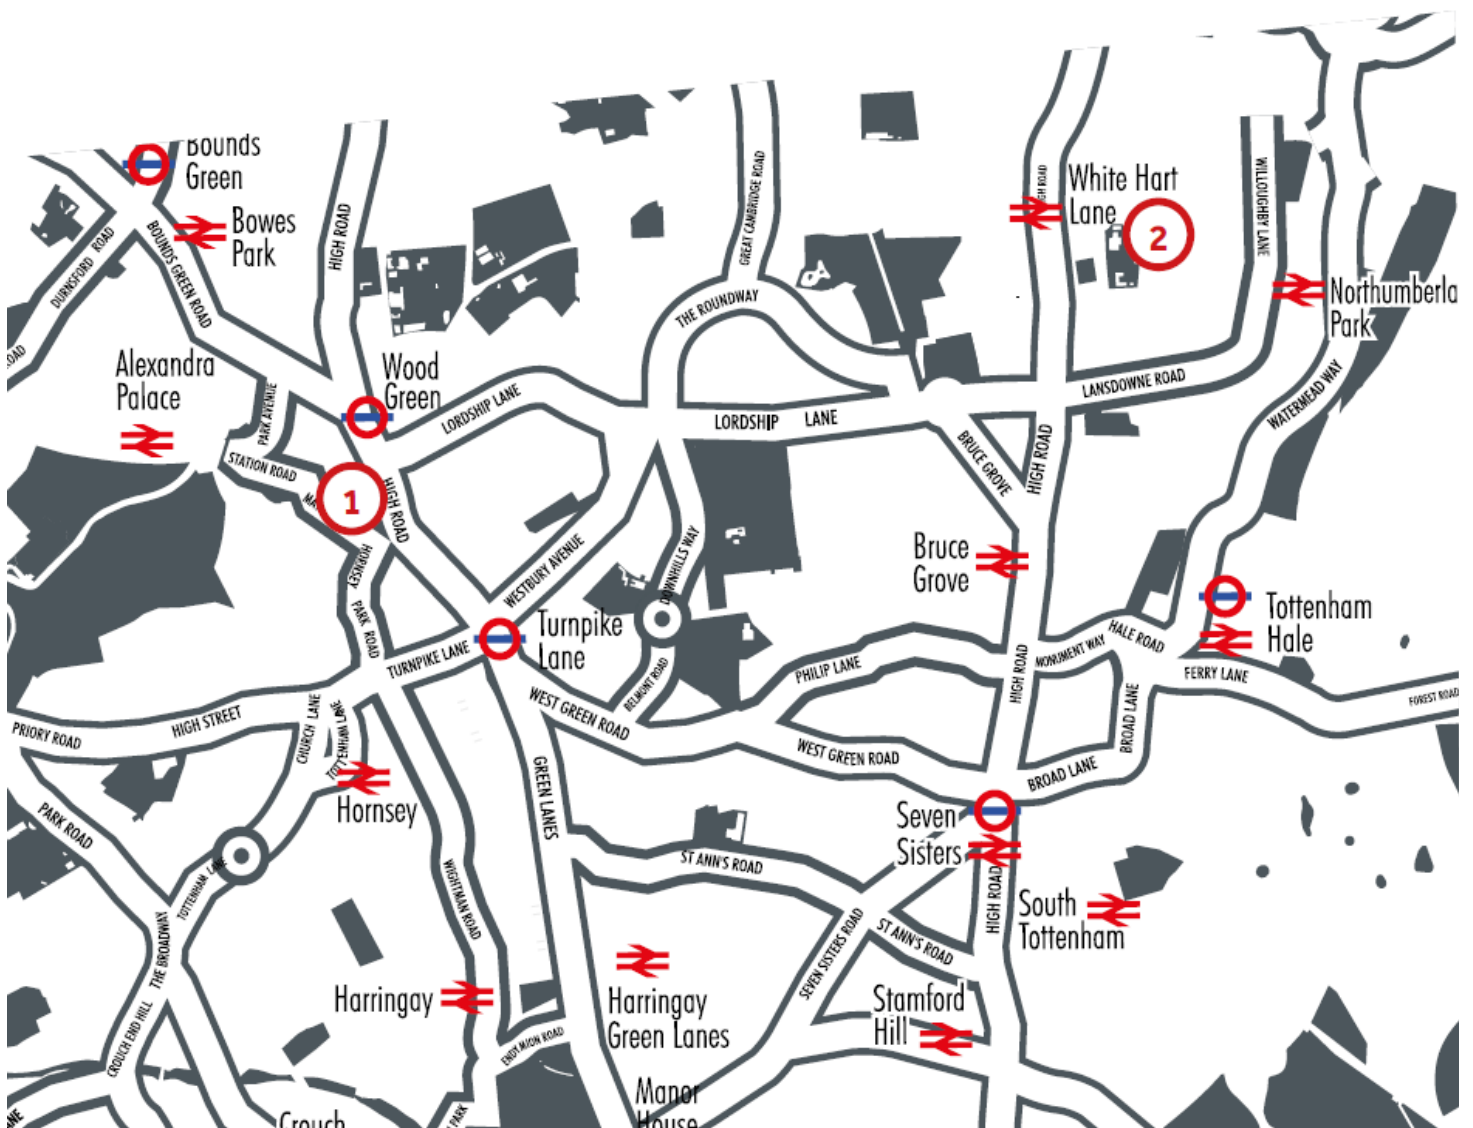 Bounds
Green
Bowes
Park
DURNSFORD ROAD
BOUNDS GREEN ROAD
HIGH ROAD
GREAT CAMBRIDGE ROAD
THE ROUNDWAY
White Hart
Lane
2
WILLOUGHBY LANE
Northumberla
Park
ROAD
Alexandra
Palace
PARK AVENUE
Wood
Green
LORDSHIP LANE
LORDSHIP LANE
LANSDOWNE ROAD
WATERMEAD WAY
STATION ROAD
1
HIGH ROAD
BRUCE GROVE
HIGH ROAD
HORNSEY
PARK ROAD
WESTBURY AVENUE
DOWNHILLS WAY
Bruce
Grove
Tottenham
Hale
TURNPIKE LANE
Turnpike
Lane
BELMONT ROAD
PHILIP LANE
HIGH ROAD
MONUMENT WAY
HALE ROAD
FERRY LANE
FOREST ROAD
PRIORY ROAD
HIGH STREET
CHURCH LANE
TOTTENHAM LANE
WEST GREEN ROAD
WEST GREEN ROAD
BROAD LANE
BROAD LANE
Hornsey
PARK ROAD
GREEN LANES
Seven
Sisters
TOTTENHAM LANE
WIGHTMAN ROAD
ST ANN'S ROAD
HIGH ROAD
South
Tottenham
THE BROADWAY
SEVEN SISTERS ROAD
ST ANN'S ROAD
Harringay
Harringay
Green Lanes
Stamford
Hill
CROUCH END HILL
ENDYMION ROAD
Manor
House
Crouch
PARK